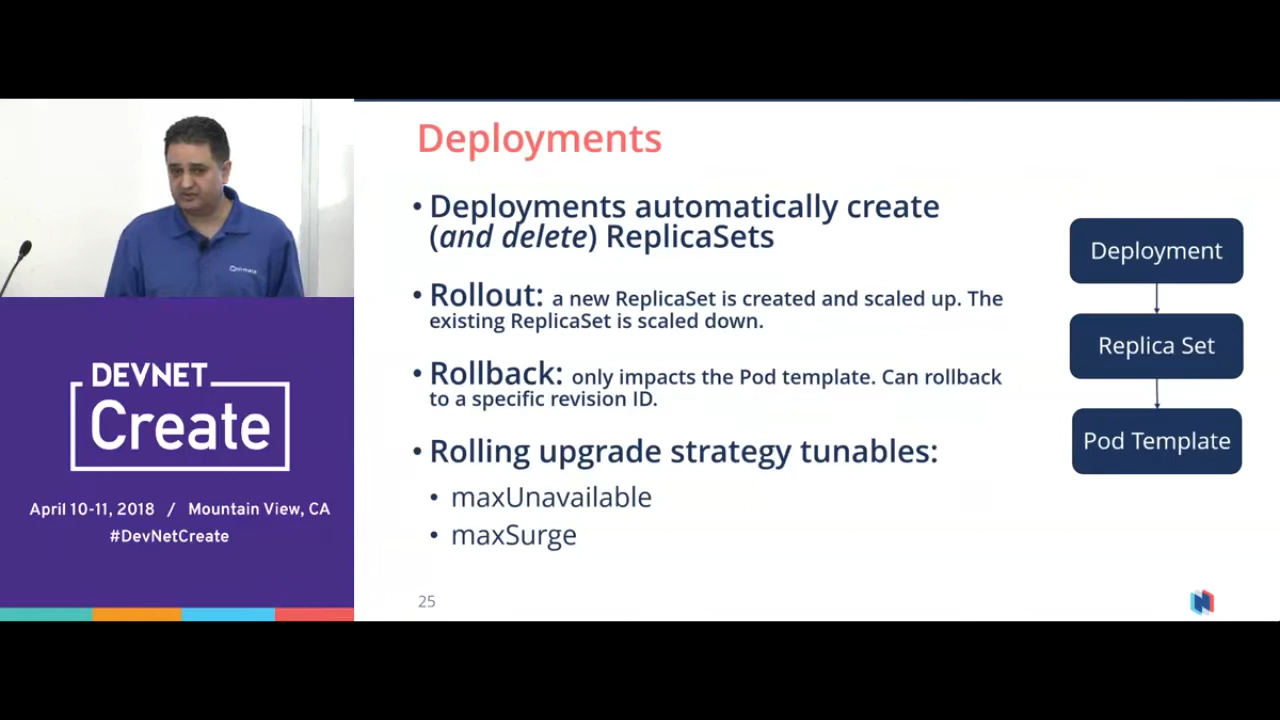 Deployments
• Deployments automatically create
(and delete) ReplicaSets
• Rollout: a new ReplicaSet is created and scaled up. The
existing ReplicaSet is scaled down.
• Rollback: only impacts the Pod template. Can rollback
to a specific revision ID.
• Rolling upgrade strategy tunables:
• maxUnavailable
• maxSurge
Deployment
Replica Set
Pod Template
25
DEVNET
Create
April 10-11, 2018 / Mountain View, CA
#DevNetCreate